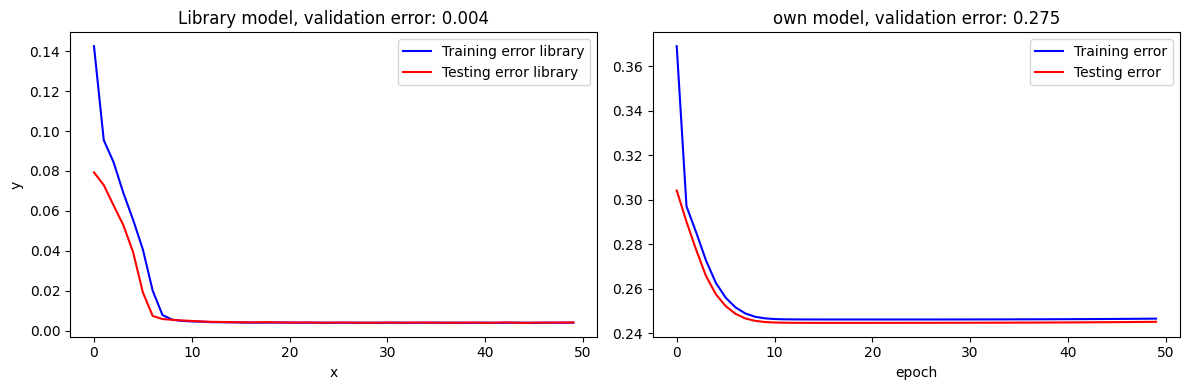 Library model, validation error: 0.004
Training error library
Testing error library
0.14
0.12
0.10
0.08
0.06
0.04
0.02
0.00
y
0 10 20 30 40 50
x
own model, validation error: 0.275
Training error
Testing error
0.36
0.34
0.32
0.30
0.28
0.26
0.24
0 10 20 30 40 50
epoch